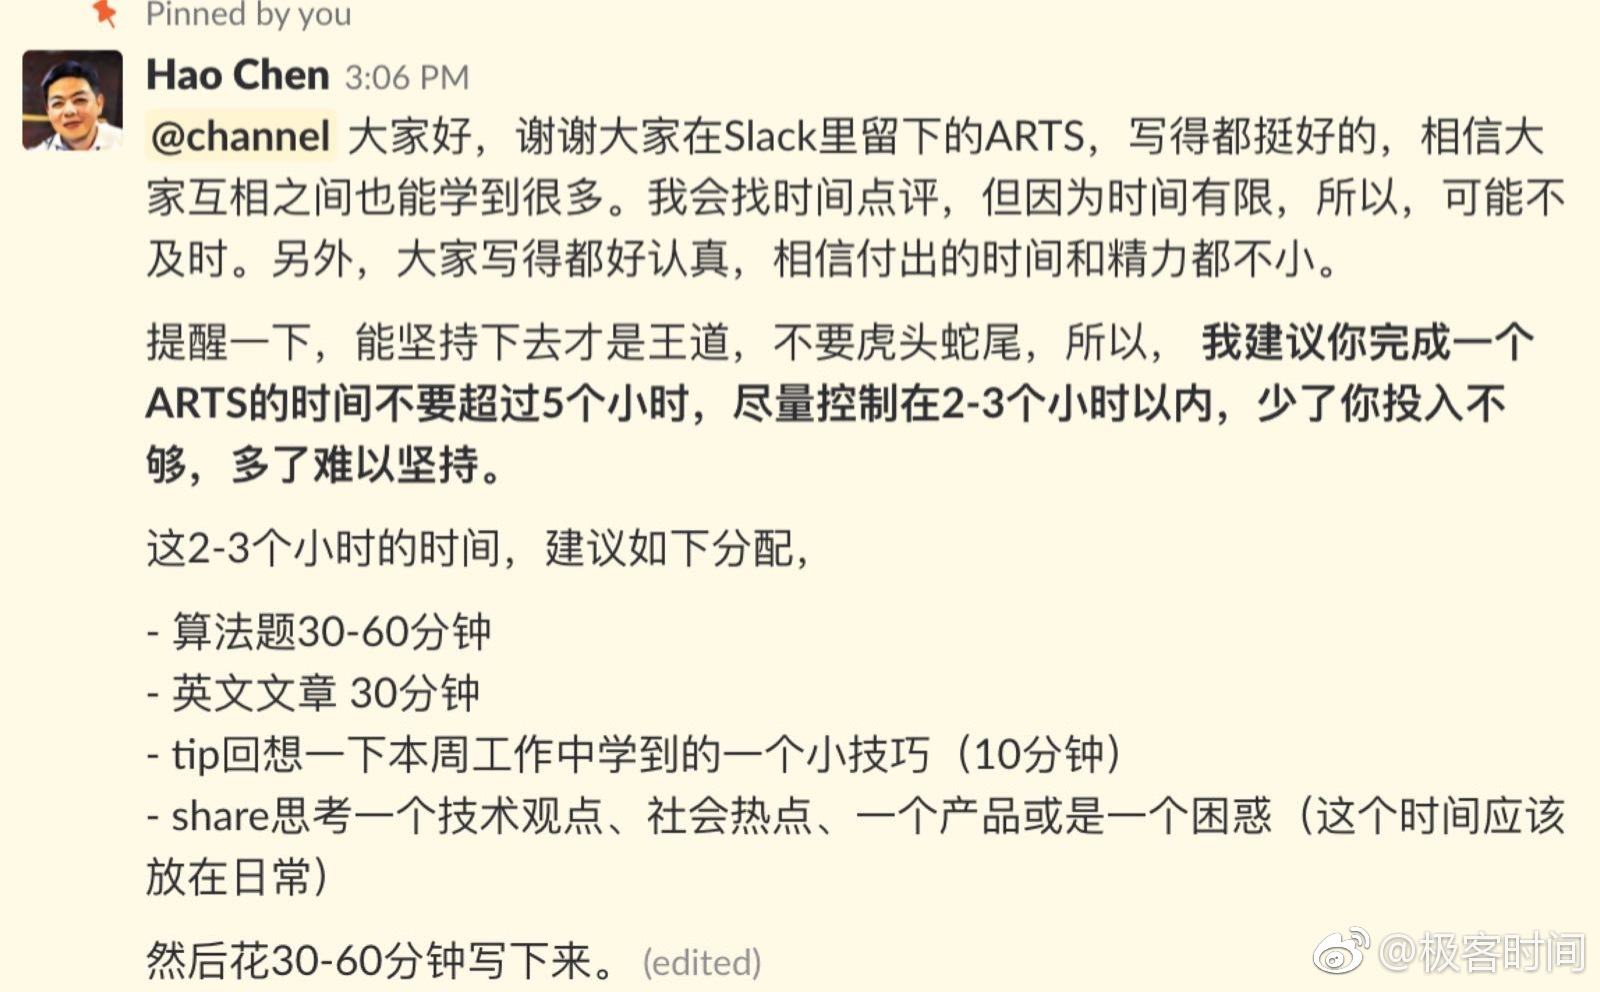 Pinned by you
Hao Chen 3:06 PM
@channel 大家好，谢谢大家在Slack里留下的ARTS，写得都挺好的，相信大
家互相之间也能学到很多。我会找时间点评，但因为时间有限，所以，可能不
及时。另外，大家写得都好认真，相信付出的时间和精力都不小。
提醒一下，能坚持下去才是王道，不要虎头蛇尾，所以， 我建议你完成一个
ARTS的时间不要超过5个小时，尽量控制在2-3个小时以内，少了你投入不
够，多了难以坚持。
这2-3个小时的时间，建议如下分配，
- 算法题30-60分钟
- 英文文章 30分钟
- tip回想一下本周工作中学到的一个小技巧（10分钟）
- share思考一个技术观点、社会热点、一个产品或是一个困惑（这个时间应该
放在日常）
然后花30-60分钟写下来。 (edited)
@极客时间